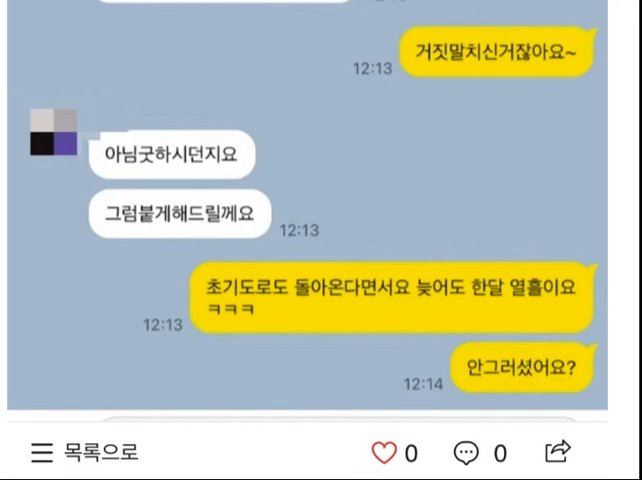 거짓말치신거잖아요~
12:13
아님굿하시던지요
그럼붙게해드릴께요
12:13
초기도로도 돌아온다면서요 늦어도 한달 열흘이요
ㅋㅋㅋ
12:13
안그러셨어요?
12:14
목록으로
0
0